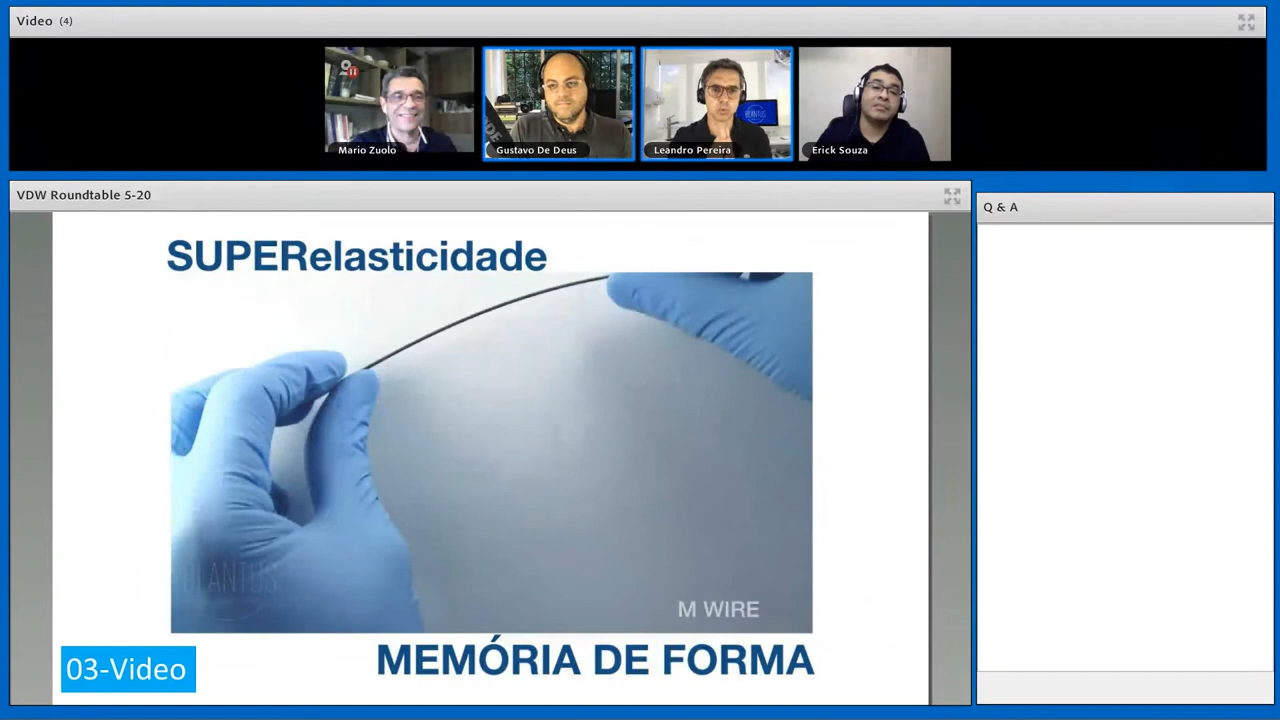 Video (4)
Mario Zuolo
Gustavo De Deus
Leandro Pereira
Erick Souza
VDW Roundtable 5-20
Q & A
SUPERelasticidade
M WIRE
MEMÓRIA DE FORMA
03-Video